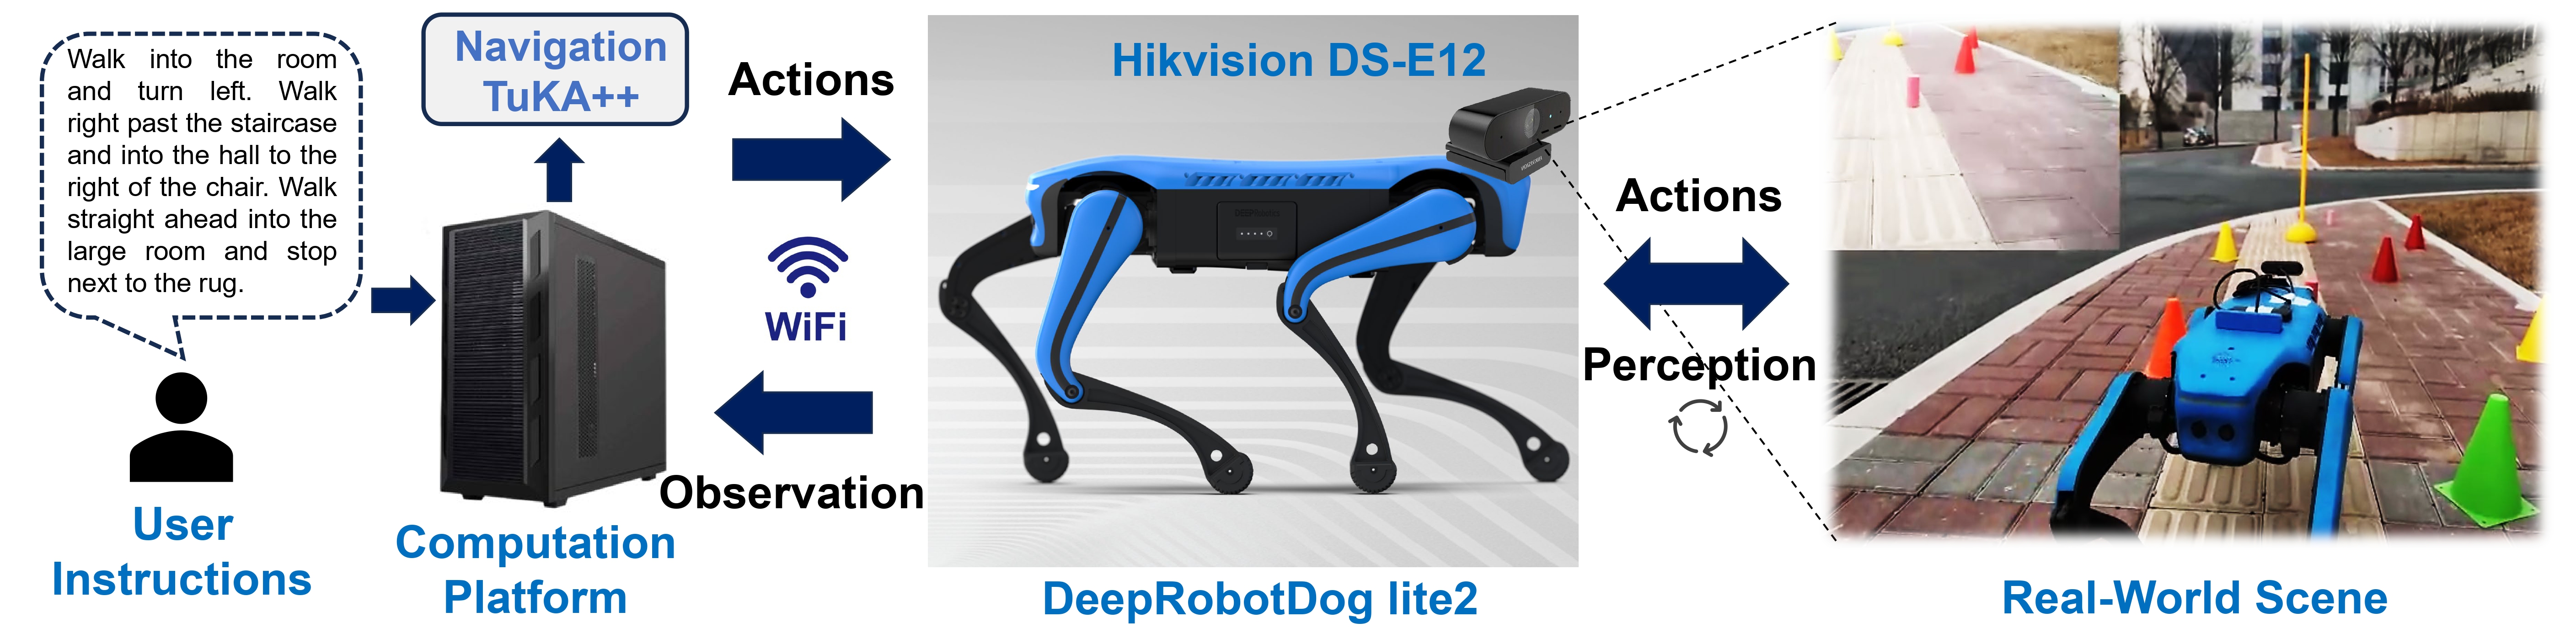 Walk into the room
and turn left. Walk
right past the staircase
and into the hall to the
right of the chair. Walk
straight ahead into the
large room and stop
next to the rug.
User
Instructions
Navigation
TuKA++
Computation
Platform
Actions
WiFi
Observation
Hikvision DS-E12
DeepRobotDog lite2
Actions
Perception
Real-World Scene